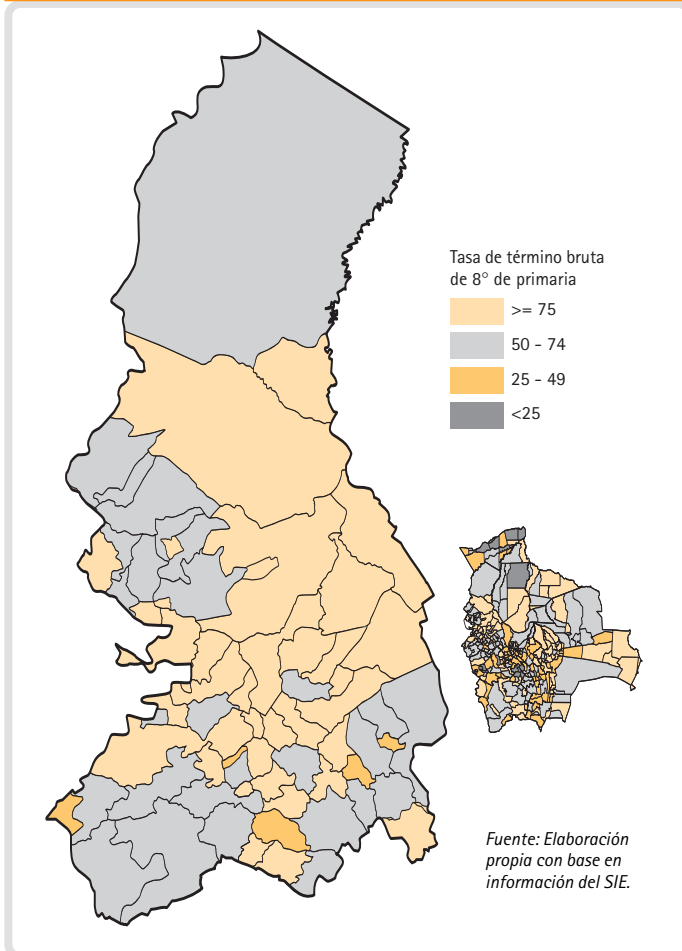 Tasa de término bruta
de 8° de primaria
>= 75
50 - 74
25 - 49
<25
Fuente: Elaboración
propia con base en
información del SIE.